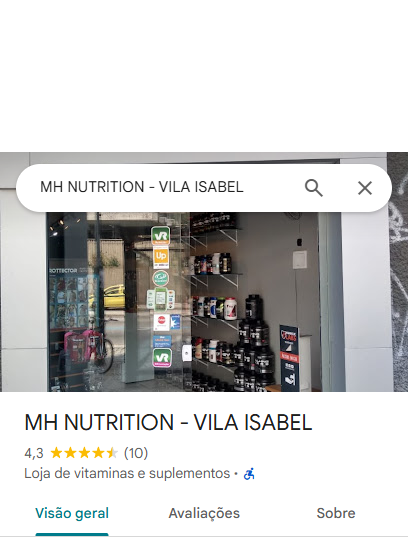 MH NUTRITION - VILA ISABEL
VR
Up
VR
MH NUTRITION - VILA ISABEL
4,3 (10)
Loja de vitaminas e suplementos ·
Visão geral
Avaliações
Sobre